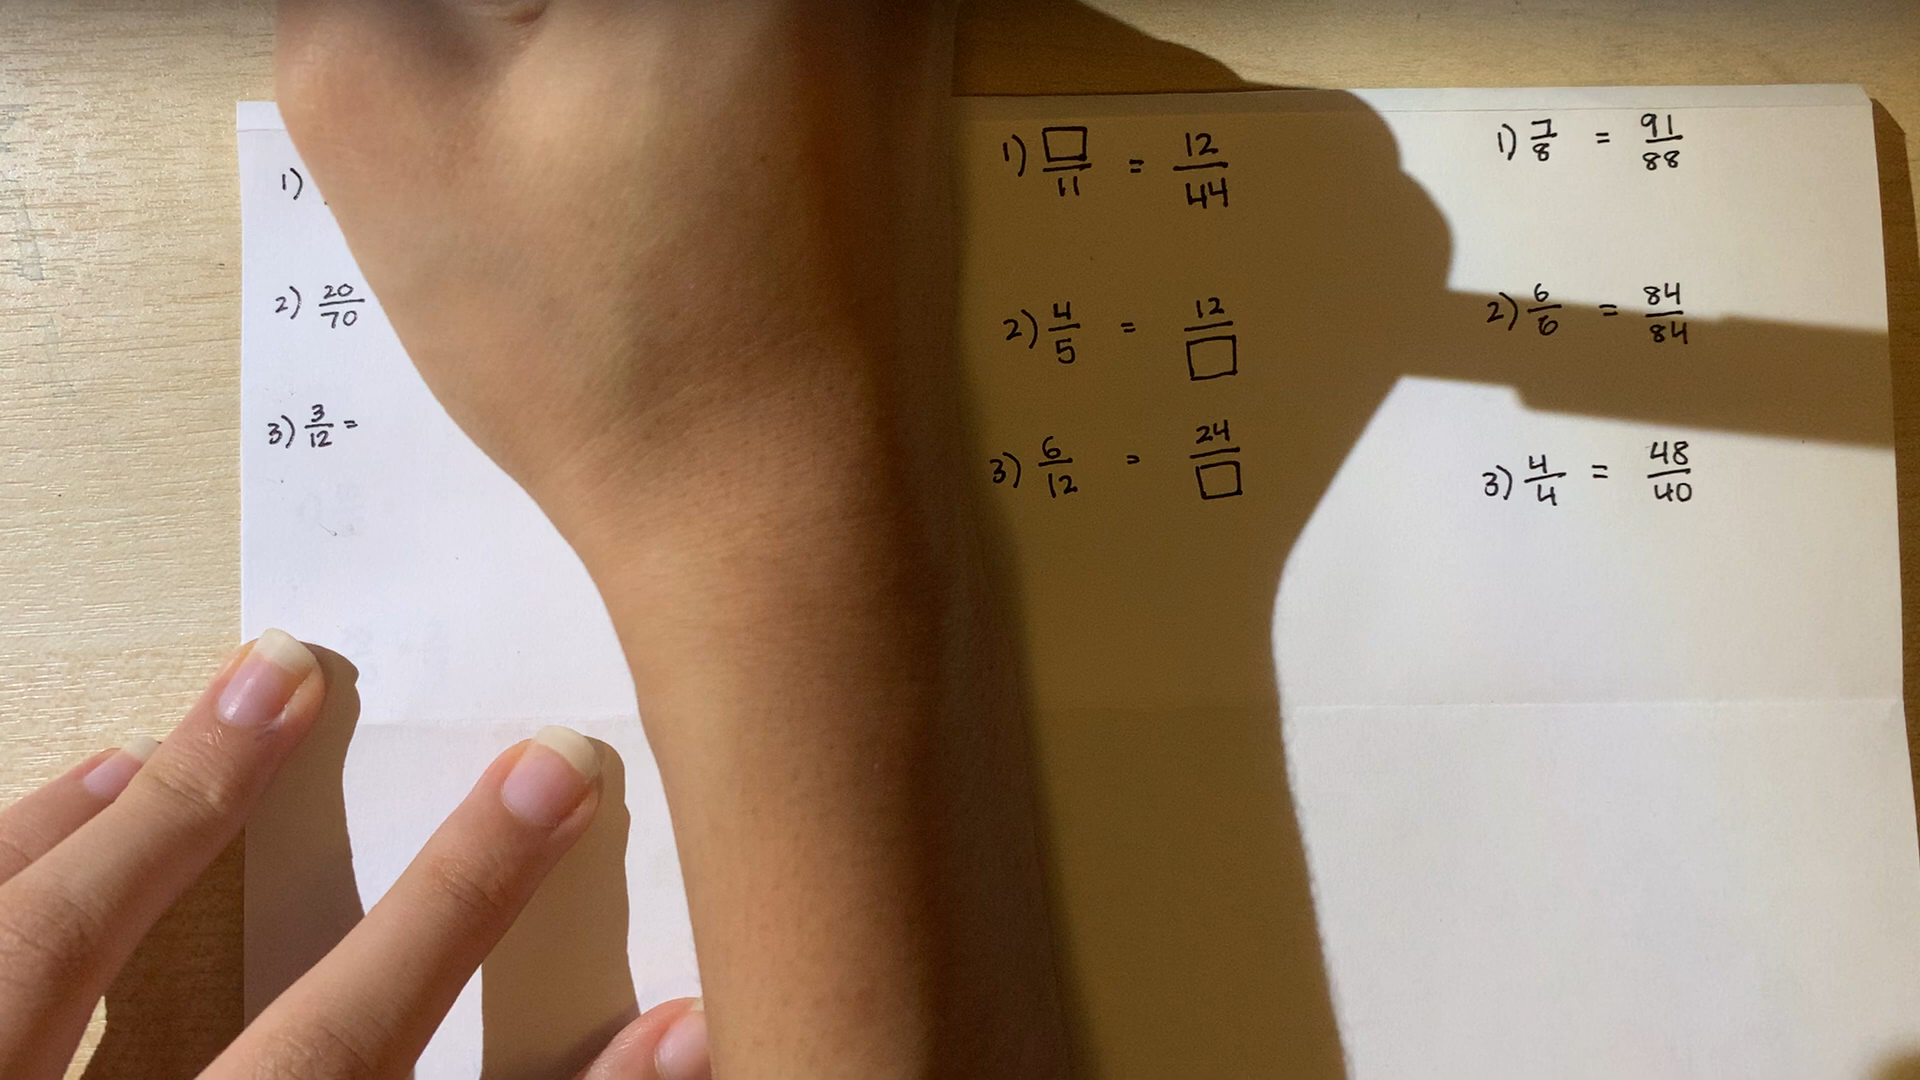 1)
2) 20/70
3) 3/12 =
1) □/11 = 12/44
2) 4/5 = 12/□
3) 6/12 = 24/□
1) 7/8 = 91/88
2) 6/6 = 84/84
3) 4/4 = 48/40